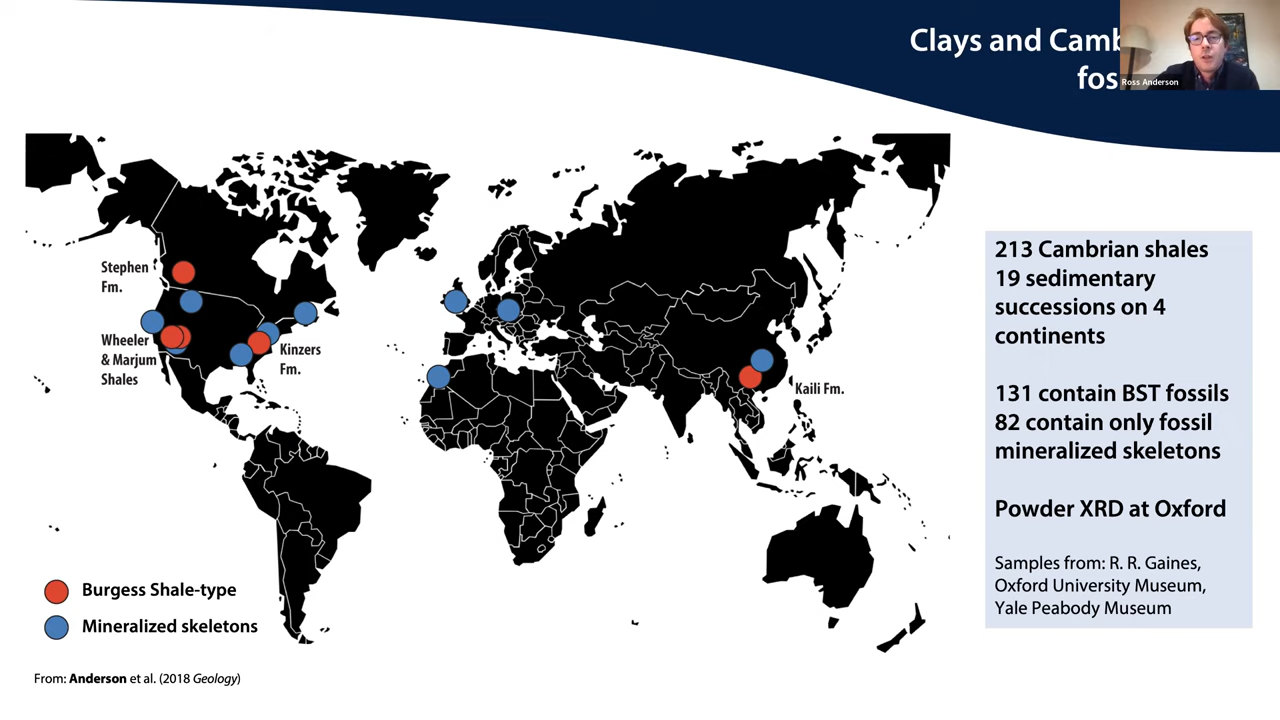 Clays and Camb
fos
Ross Anderson
Stephen
Fm.
Wheeler
& Marjum
Shales
Kinzers
Fm.
Kaili Fm.
213 Cambrian shales
19 sedimentary
successions on 4
continents
131 contain BST fossils
82 contain only fossil
mineralized skeletons
Powder XRD at Oxford
Samples from: R. R. Gaines,
Oxford University Museum,
Yale Peabody Museum
Burgess Shale-type
Mineralized skeletons
From: Anderson et al. (2018 Geology)